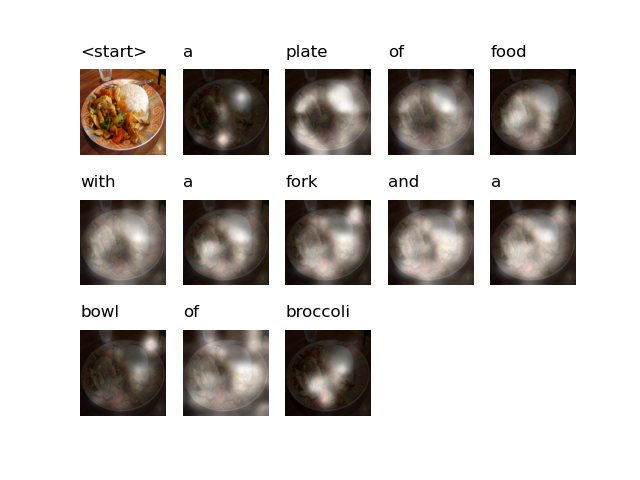 <start> a plate of food
with a fork and a
bowl of broccoli